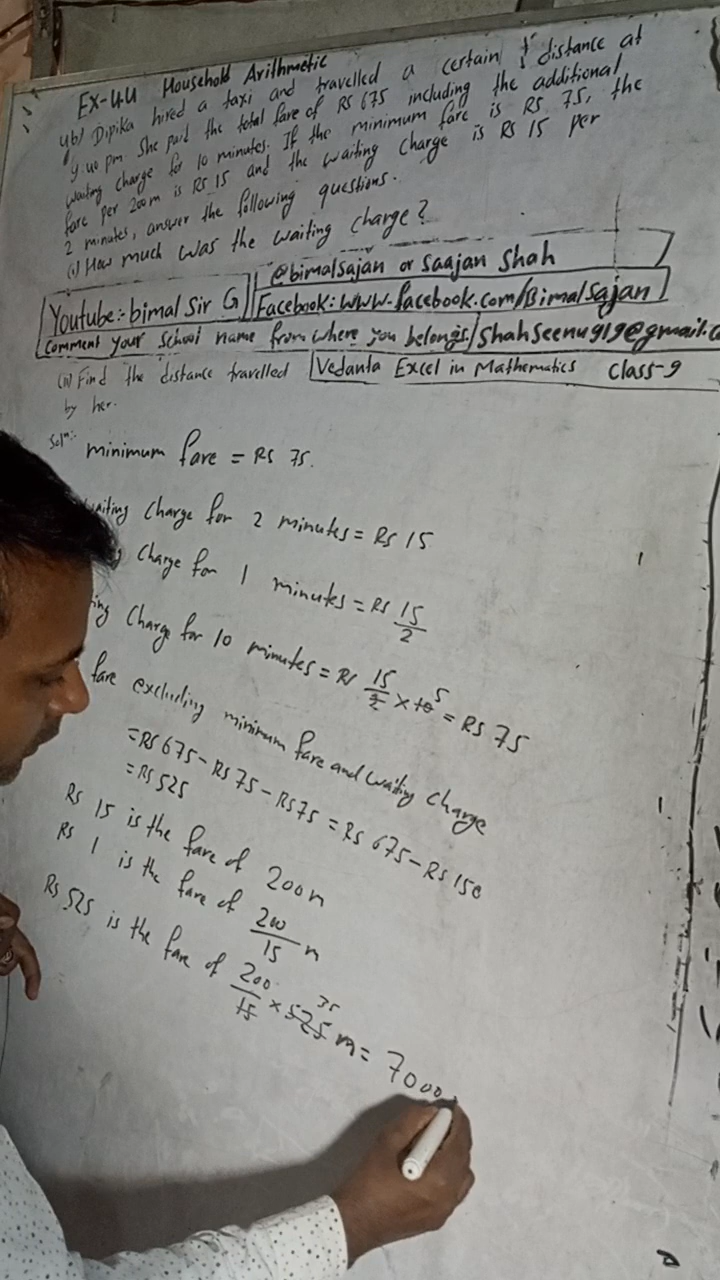 Ex-4.4 Household Arithmetic
4b) Dipika hired a taxi and travelled a certain distance at
9:40 pm She paid the total fare of RS 675 including the additional
waiting charge for 10 minutes. If the minimum fare is RS 75, the
fare per 200m is RS 15 and the waiting charge is RS 15 per
2 minutes, answer the following questions.
(i) How much was the waiting charge?
@bimalsajan or Saajan Shah
Youtube:- bimal Sir G Facebook: WWW.facebook.com/Bimalsajan
Comment your School name from where you belongs. ShahSeenu919@gmail.c
(ii) Find the distance travelled Vedanta Excel in Mathematics Class-9
by her.
Soln:-
minimum fare = RS 75.
aiting Charge for 2 minutes = RS 15
g Charge for 1 minutes = RS 15/2
ing Charge for 10 minutes = RS 15/2 × 10 5 = RS 75
fare excluding minimum fare and waiting charge
= RS 675 - RS 75 - RS 75 = RS 675 - RS 150
= RS 525
RS 15 is the fare of 200m
RS 1 is the fare of 200/15 m
RS 525 is the fare of 200/15 × 525 35 m = 7000